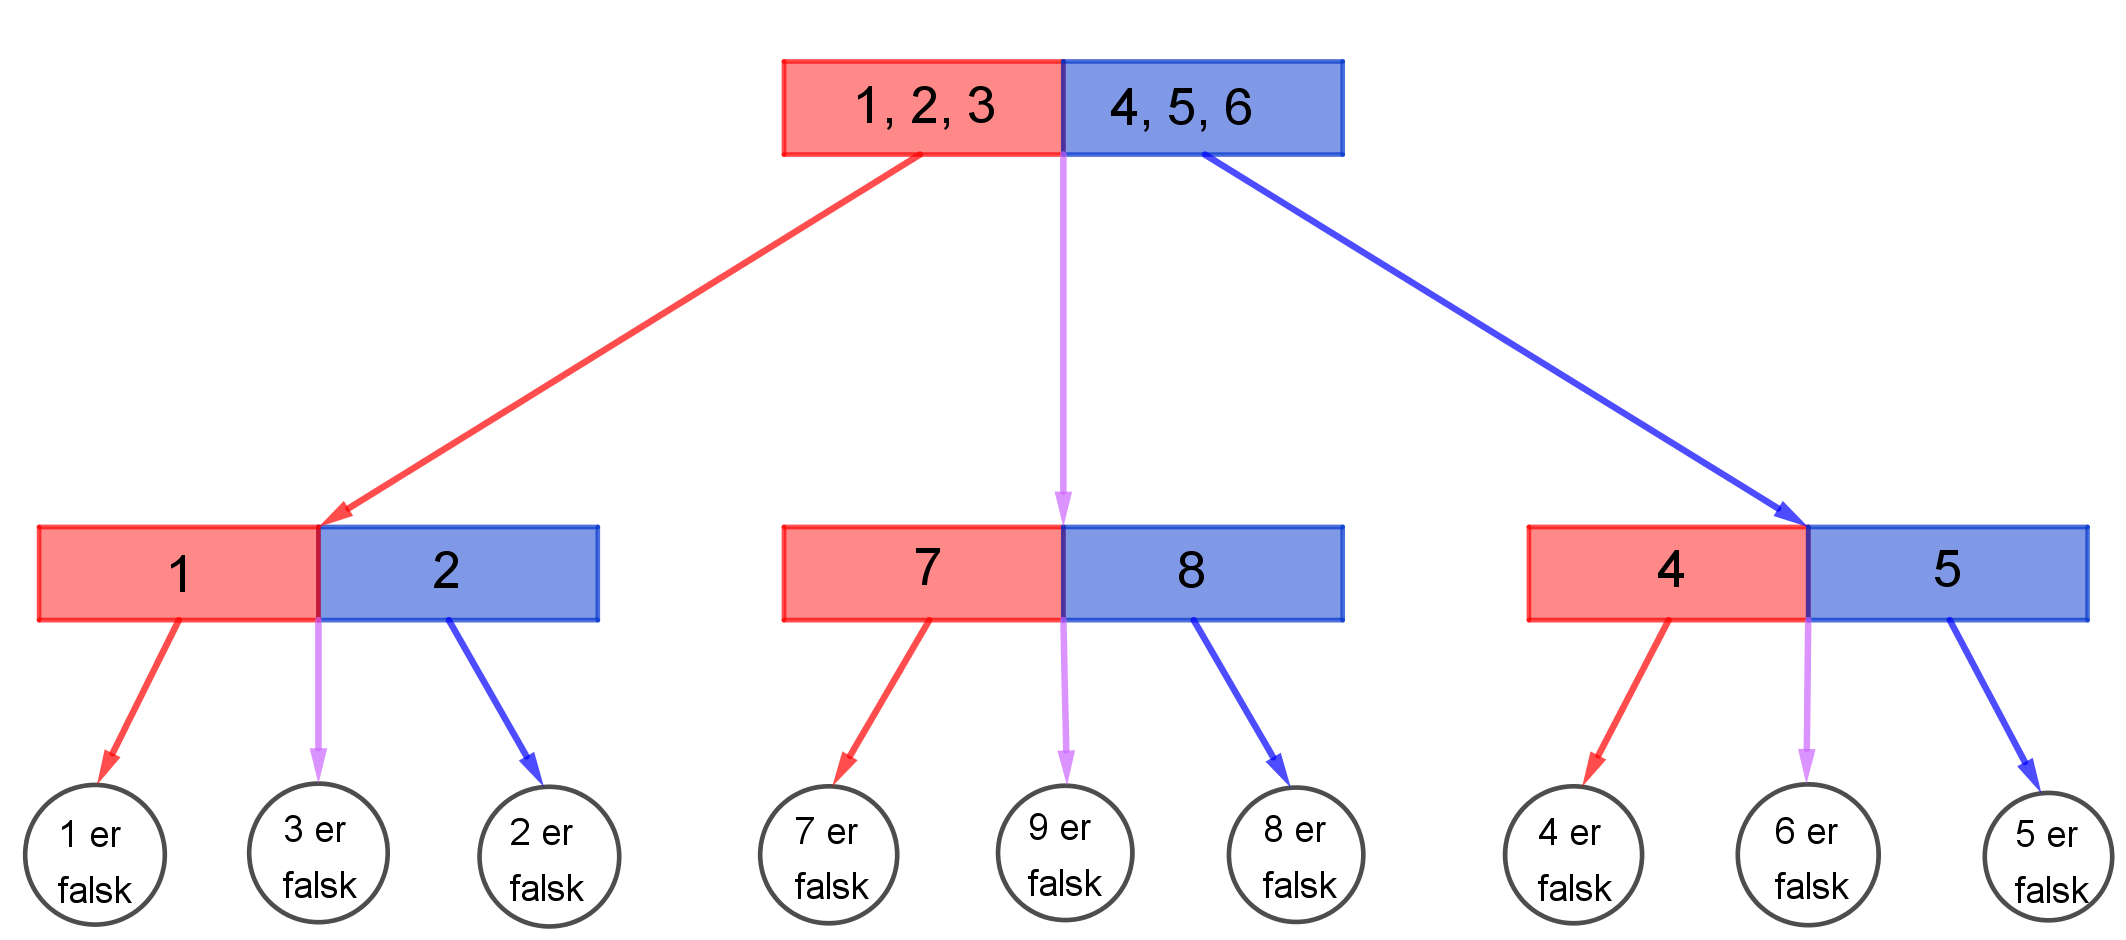 1, 2, 3
4, 5, 6
1
2
7
8
4
5
1 er
falsk
3 er
falsk
2 er
falsk
7 er
falsk
9 er
falsk
8 er
falsk
4 er
falsk
6 er
falsk
5 er
falsk